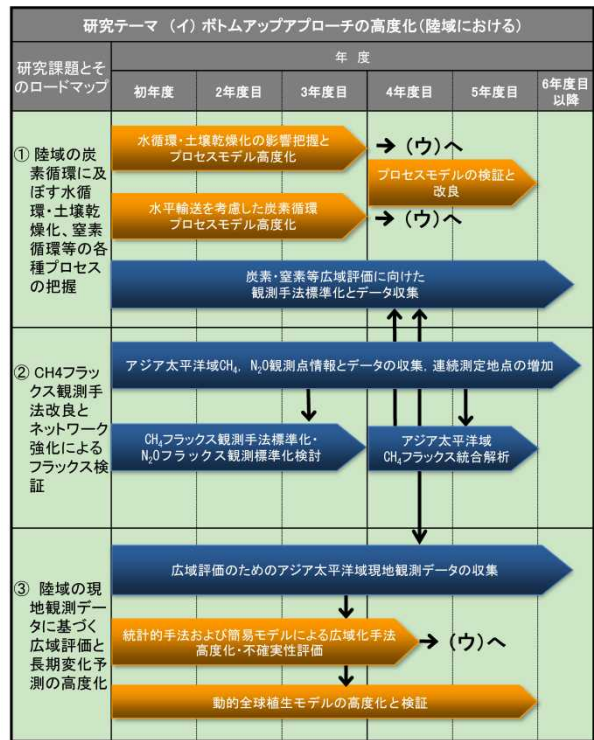 研究テーマ (イ) ボトムアップアプローチの高度化(陸域における)
研究課題とそ
のロードマップ
年 度
初年度
2年度目
3年度目
4年度目
5年度目
6年度目
以降
① 陸域の炭
素循環に及
ぼす水循
環・土壌乾
燥化、窒素
循環等の各
種プロセス
の把握
水循環・土壌乾燥化の影響把握と
プロセスモデル高度化
→ (ウ)へ
プロセスモデルの検証と
改良
水平輸送を考慮した炭素循環
プロセスモデル高度化
→ (ウ)へ
炭素・窒素等広域評価に向けた
観測手法標準化とデータ収集
② CH4フラッ
クス観測手
法改良と
ネットワーク
強化による
フラックス検
証
アジア太平洋域CH₄, N₂O観測点情報とデータの収集, 連続測定地点の増加
CH₄フラックス観測手法標準化・
N₂Oフラックス観測標準化検討
アジア太平洋域
CH₄フラックス統合解析
③ 陸域の現
地観測デー
タに基づく
広域評価と
長期変化予
測の高度化
広域評価のためのアジア太平洋域現地観測データの収集
統計的手法および簡易モデルによる広域化手法
高度化・不確実性評価
→ (ウ)へ
動的全球植生モデルの高度化と検証